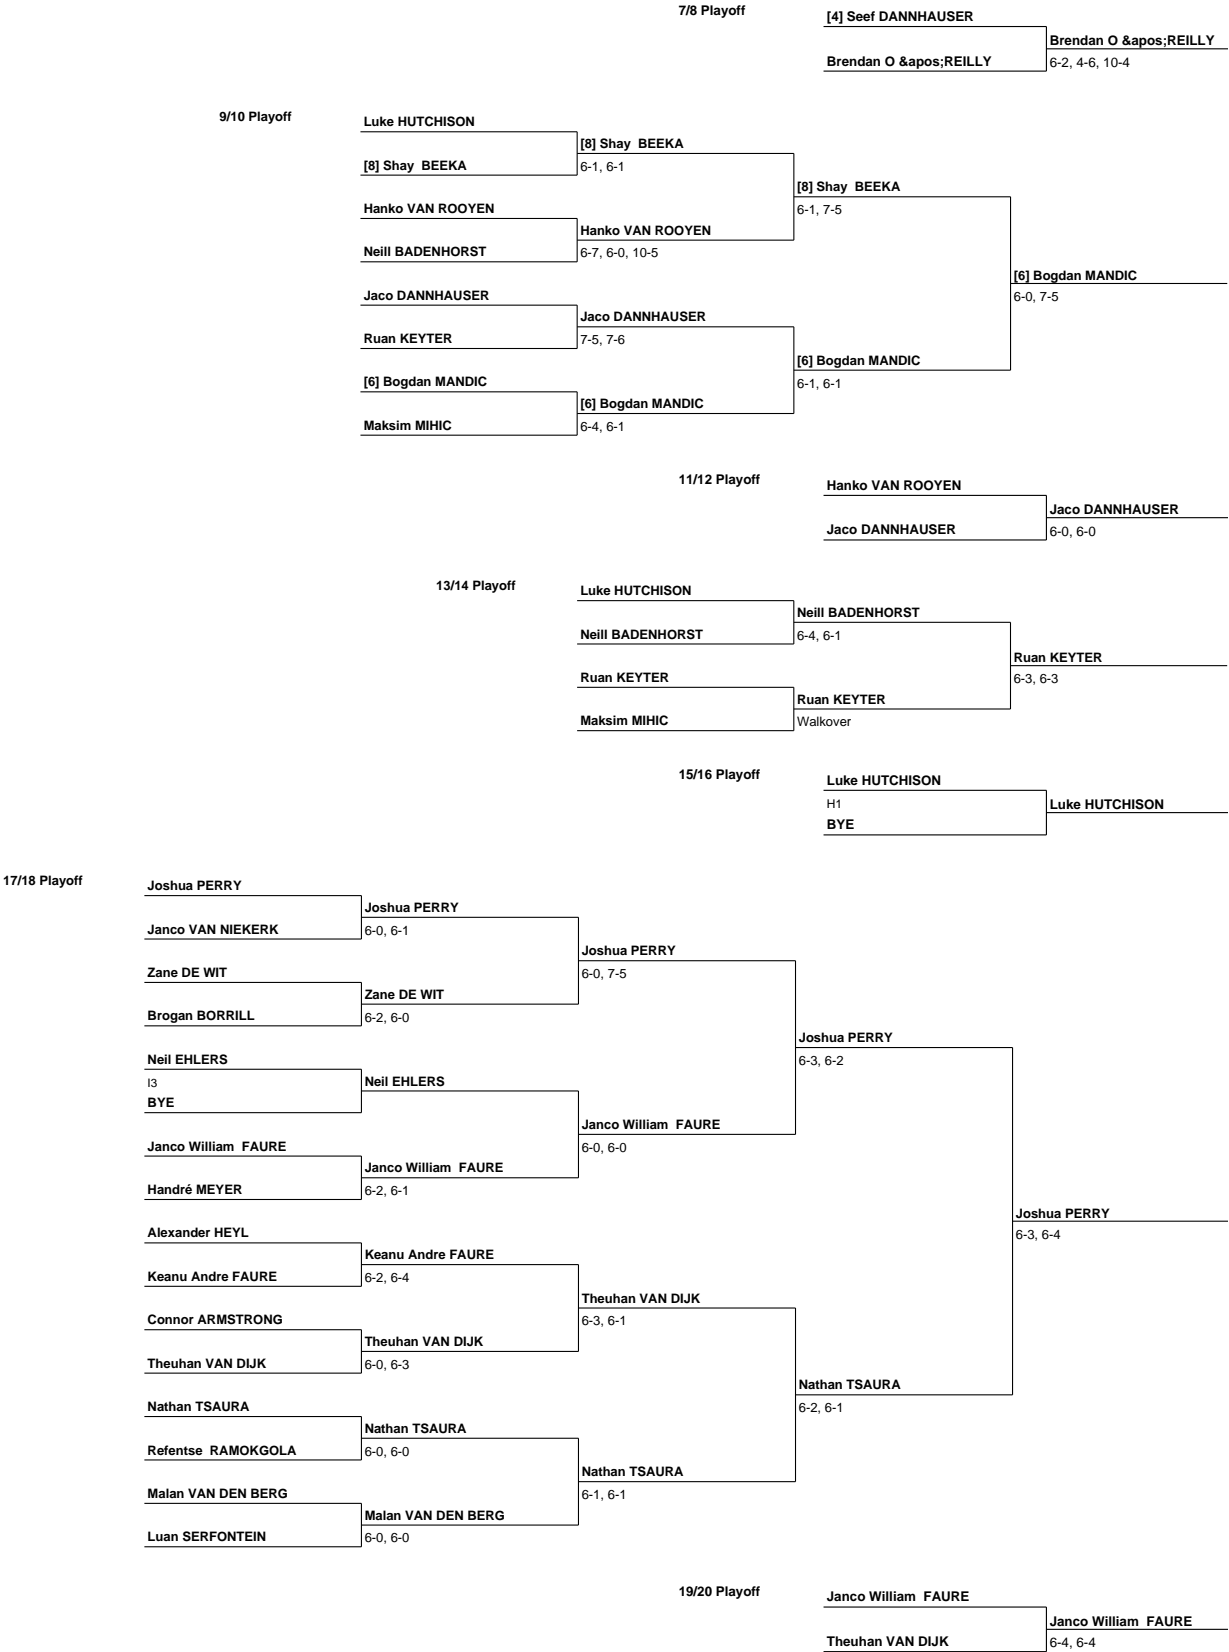 7/8 Playoff
[4] Seef DANNHAUSER
Brendan O &apos;REILLY
Brendan O &apos;REILLY
6-2, 4-6, 10-4
9/10 Playoff
Luke HUTCHISON
[8] Shay  BEEKA
[8] Shay  BEEKA
6-1, 6-1
[8] Shay  BEEKA
Hanko VAN ROOYEN
6-1, 7-5
Hanko VAN ROOYEN
Neill BADENHORST
6-7, 6-0, 10-5
[6] Bogdan MANDIC
Jaco DANNHAUSER
6-0, 7-5
Jaco DANNHAUSER
Ruan KEYTER
7-5, 7-6
[6] Bogdan MANDIC
[6] Bogdan MANDIC
6-1, 6-1
[6] Bogdan MANDIC
Maksim MIHIC
6-4, 6-1
11/12 Playoff
Hanko VAN ROOYEN
Jaco DANNHAUSER
Jaco DANNHAUSER
6-0, 6-0
13/14 Playoff
Luke HUTCHISON
Neill BADENHORST
Neill BADENHORST
6-4, 6-1
Ruan KEYTER
Ruan KEYTER
6-3, 6-3
Ruan KEYTER
Maksim MIHIC
Walkover
15/16 Playoff
Luke HUTCHISON
H1
Luke HUTCHISON
BYE
17/18 Playoff
Joshua PERRY
Joshua PERRY
Janco VAN NIEKERK
6-0, 6-1
Joshua PERRY
Zane DE WIT
6-0, 7-5
Zane DE WIT
Brogan BORRILL
6-2, 6-0
Joshua PERRY
Neil EHLERS
6-3, 6-2
I3
Neil EHLERS
BYE
Janco William  FAURE
Janco William  FAURE
6-0, 6-0
Janco William  FAURE
Handré MEYER
6-2, 6-1
Joshua PERRY
Alexander HEYL
6-3, 6-4
Keanu Andre FAURE
Keanu Andre FAURE
6-2, 6-4
Theuhan VAN DIJK
Connor ARMSTRONG
6-3, 6-1
Theuhan VAN DIJK
Theuhan VAN DIJK
6-0, 6-3
Nathan TSAURA
Nathan TSAURA
6-2, 6-1
Nathan TSAURA
Refentse  RAMOKGOLA
6-0, 6-0
Nathan TSAURA
Malan VAN DEN BERG
6-1, 6-1
Malan VAN DEN BERG
Luan SERFONTEIN
6-0, 6-0
19/20 Playoff
Janco William  FAURE
Janco William  FAURE
Theuhan VAN DIJK
6-4, 6-4